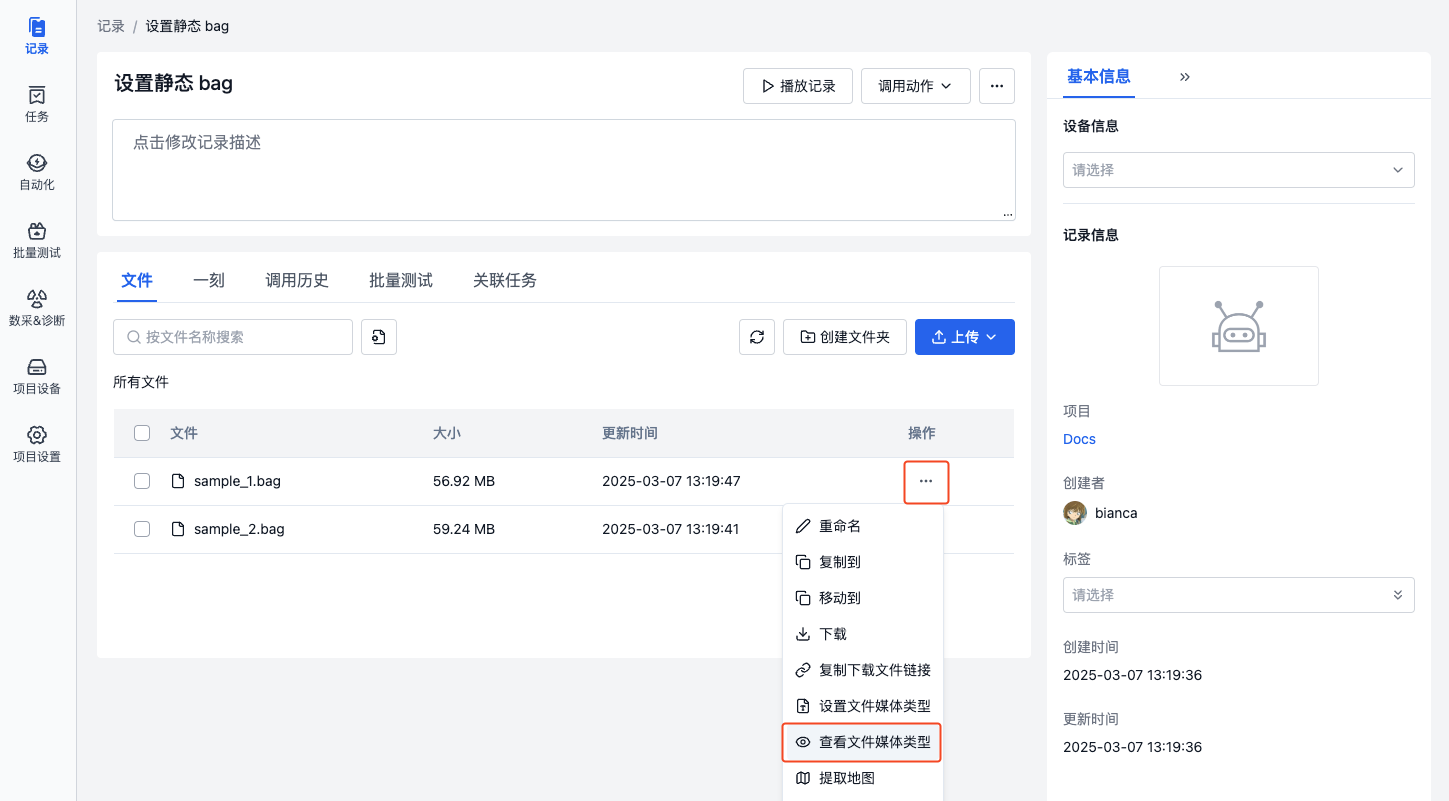 记录
任务
自动化
批量测试
数采&诊断
项目设备
项目设置
记录 / 设置静态 bag
设置静态 bag
播放记录
调用动作
点击修改记录描述
文件
一刻
调用历史
批量测试
关联任务
按文件名称搜索
创建文件夹
上传
所有文件
文件 大小 更新时间 操作
sample_1.bag 56.92 MB 2025-03-07 13:19:47
sample_2.bag 59.24 MB 2025-03-07 13:19:41
重命名
复制到
移动到
下载
复制下载文件链接
设置文件媒体类型
查看文件媒体类型
提取地图
基本信息
设备信息
请选择
记录信息
项目
Docs
创建者
bianca
标签
请选择
创建时间
2025-03-07 13:19:36
更新时间
2025-03-07 13:19:36